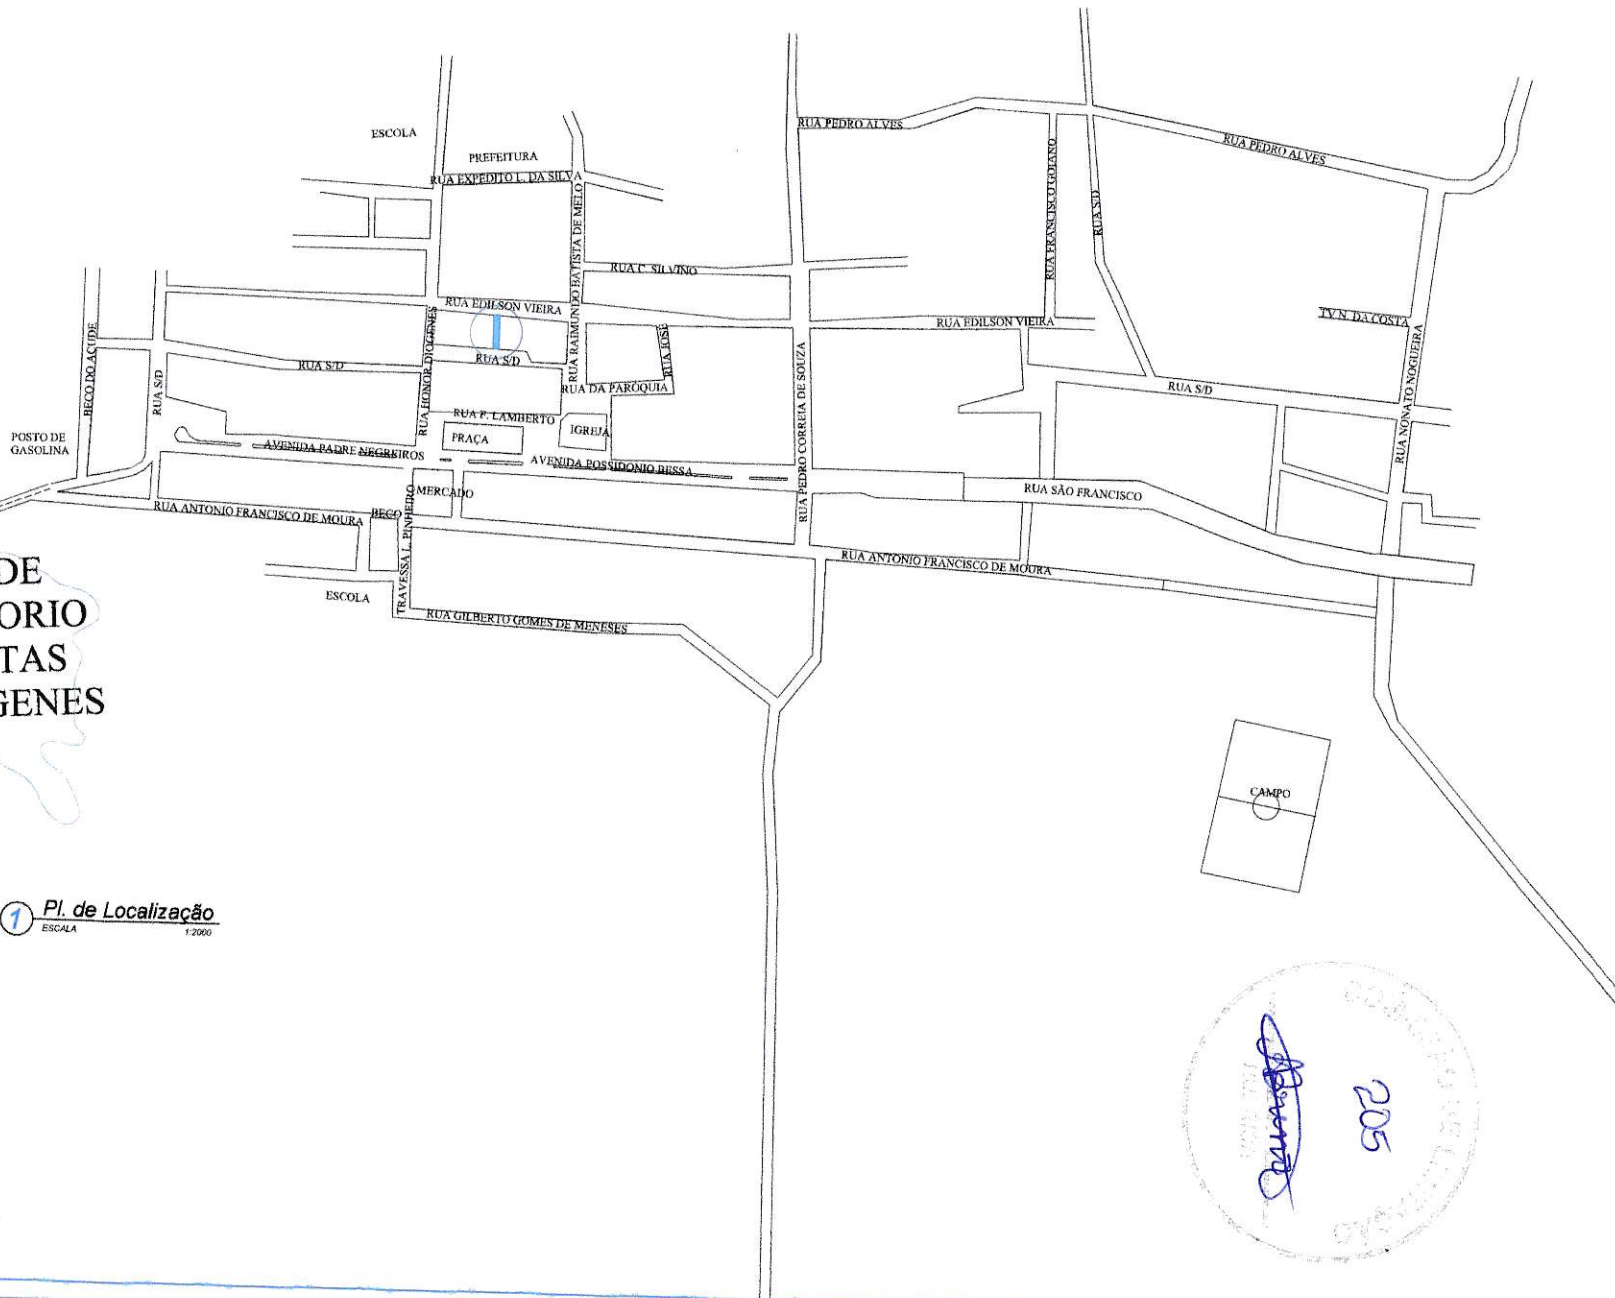 ESCOLA
PREFEITURA
RUA EXPEDITO L. DA SILVA
RUA PEDRO ALVES
RUA PEDRO ALVES
RUA FRANCISCO GOIANO
RUA S/D
RUA RAIMUNDO BATISTA DE MELO
RUA C. SILVINO
RUA EDILSON VIEIRA
RUA EDILSON VIEIRA
TV N. DA COSTA
BECO DO AÇUDE
RUA S/D
RUA S/D
RUA HONOR DIOGENES
RUA S/D
RUA JOSE
RUA DA PAROQUIA
RUA PEDRO CORREIA DE SOUZA
RUA S/D
RUA NONATO NOGUEIRA
RUA F. LAMBERTO
PRAÇA
IGREJA
POSTO DE
GASOLINA
AVENIDA PADRE NEGREIROS
AVENIDA POSSIDONIO BESSA
MERCADO
RUA SÃO FRANCISCO
RUA ANTONIO FRANCISCO DE MOURA
BECO
TRAVESSA L. PINHEIRO
RUA ANTONIO FRANCISCO DE MOURA
ESCOLA
RUA GILBERTO GOMES DE MENESES
DE
ORIO
TAS
GENES
CAMPO
1 Pl. de Localização
ESCALA 1:2000
205